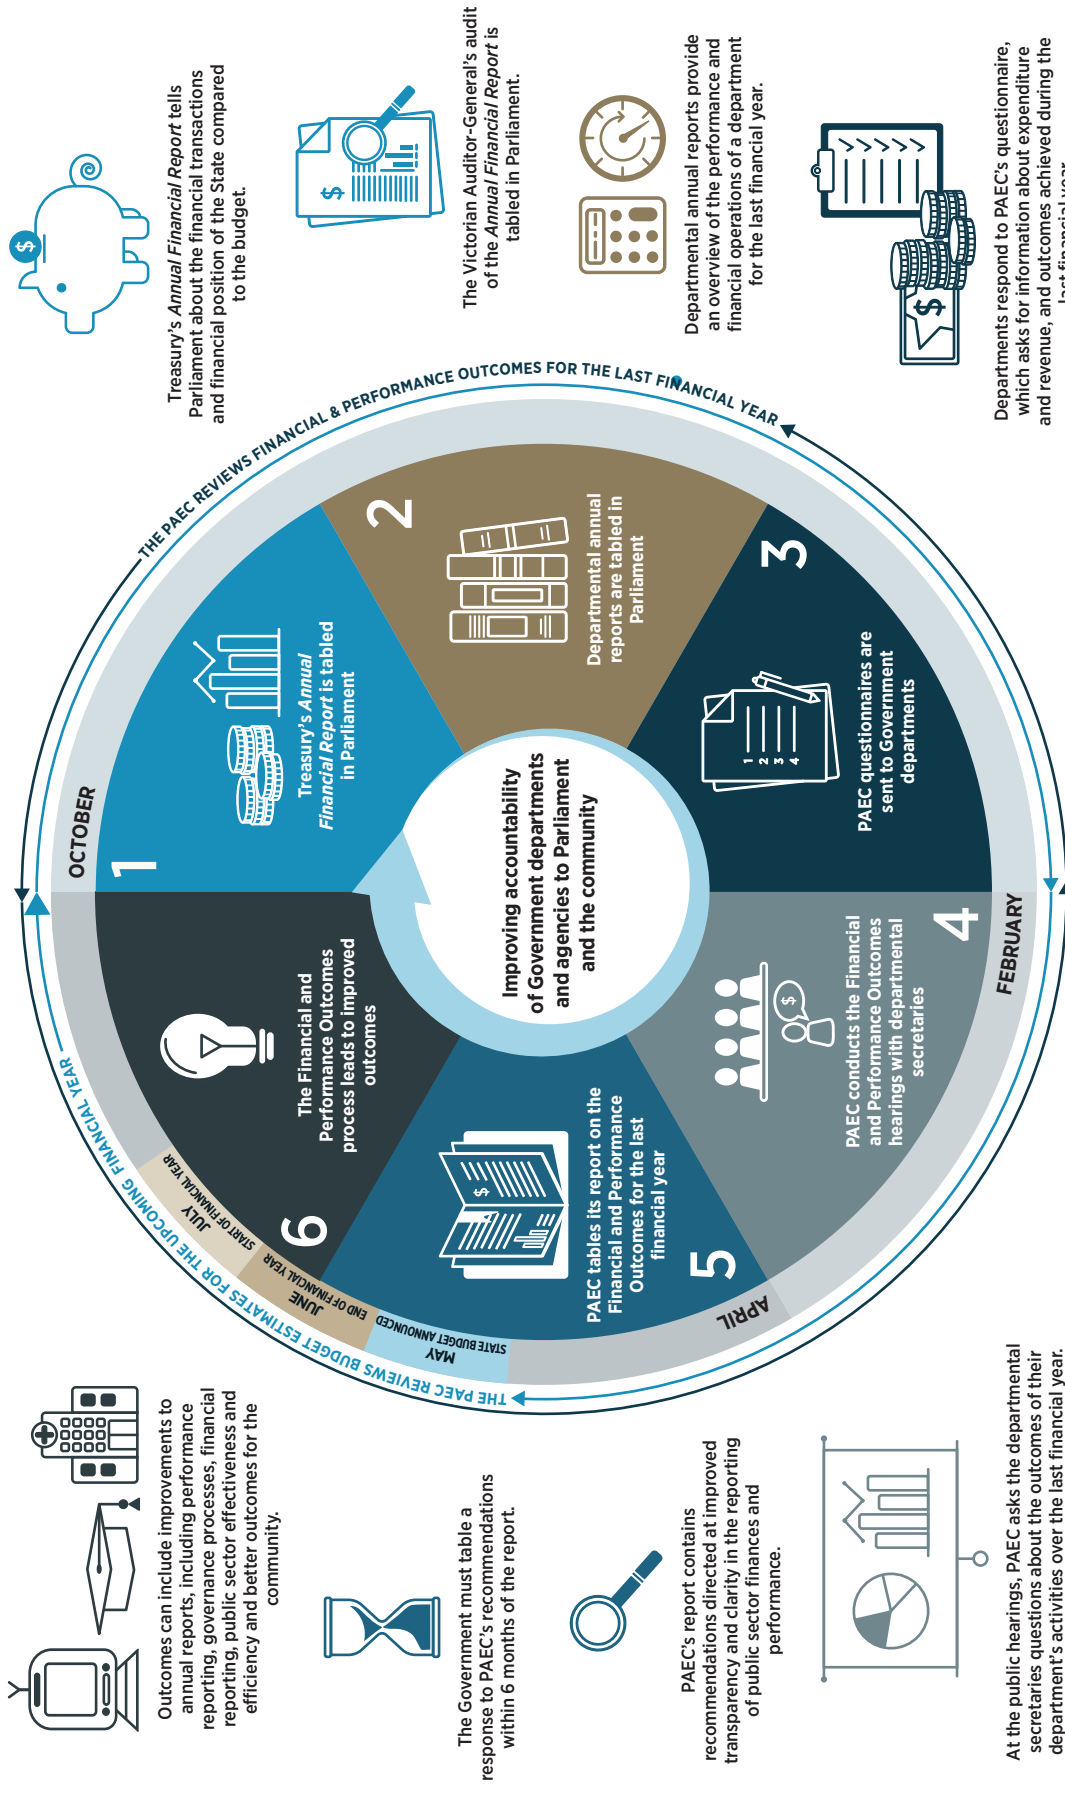 THE PAEC REVIEWS FINANCIAL & PERFORMANCE OUTCOMES FOR THE LAST FINANCIAL YEAR
THE PAEC REVIEWS BUDGET ESTIMATES FOR THE UPCOMING FINANCIAL YEAR
OCTOBER
FEBRUARY
APRIL
MAY
STATE BUDGET ANNOUNCED
JUNE
END OF FINANCIAL YEAR
JULY
START OF FINANCIAL YEAR
Improving accountability
of Government departments
and agencies to Parliament
and the community
1
Treasury's Annual
Financial Report is tabled
in Parliament
2
Departmental annual
reports are tabled in
Parliament
3
1
2
3
4
PAEC questionnaires are
sent to Government
departments
4
$
PAEC conducts the Financial
and Performance Outcomes
hearings with departmental
secretaries
5
$
PAEC tables its report on the
Financial and Performance
Outcomes for the last
financial year
6
The Financial and
Performance Outcomes
process leads to improved
outcomes
$
Treasury's Annual Financial Report tells
Parliament about the financial transactions
and financial position of the State compared
to the budget.
$
The Victorian Auditor-General's audit
of the Annual Financial Report is
tabled in Parliament.
Departmental annual reports provide
an overview of the performance and
financial operations of a department
for the last financial year.
$
Departments respond to PAEC's questionnaire,
which asks for information about expenditure
and revenue, and outcomes achieved during the
last financial year.
At the public hearings, PAEC asks the departmental
secretaries questions about the outcomes of their
department's activities over the last financial year.
PAEC's report contains
recommendations directed at improved
transparency and clarity in the reporting
of public sector finances and
performance.
The Government must table a
response to PAEC's recommendations
within 6 months of the report.
Outcomes can include improvements to
annual reports, including performance
reporting, governance processes, financial
reporting, public sector effectiveness and
efficiency and better outcomes for the
community.